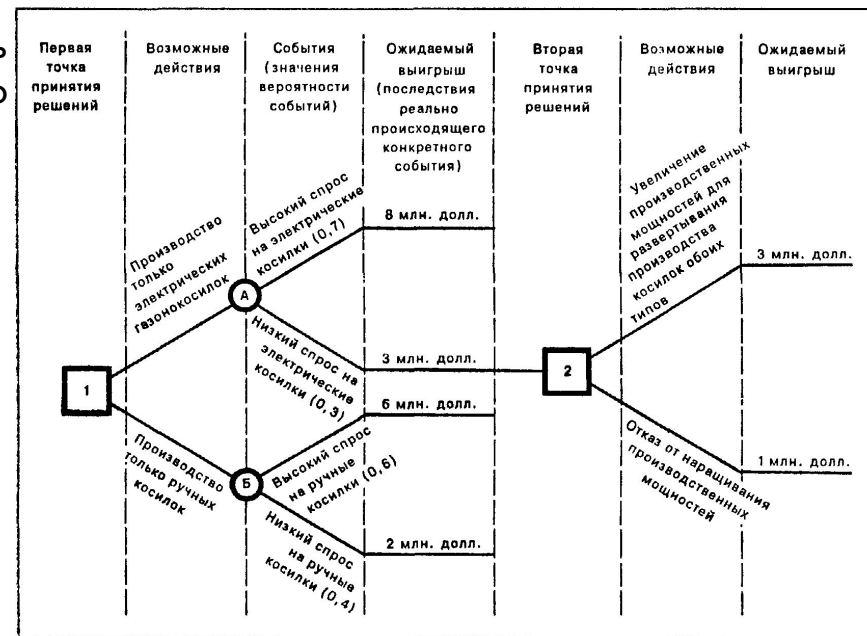 Первая
точка
принятия
решений
Возможные
действия
События
(значения
вероятности
событий)
Ожидаемый
выигрыш
(последствия
реально
происходящего
конкретного
события)
Вторая
точка
принятия
решений
Возможные
действия
Ожидаемый
выигрыш
1
Производство
только
электрических
газонокосилок
Производство
только ручных
косилок
А
Высокий спрос
на электрические
косилки (0,7)
Низкий спрос на
электрические
косилки (0,3)
Б
Высокий спрос
на ручные
косилки (0,6)
Низкий спрос
на ручные
косилки (0,4)
8 млн. долл.
3 млн. долл.
6 млн. долл.
2 млн. долл.
2
Увеличение
производственных
мощностей для
развертывания
производства
косилок обоих
типов
Отказ от наращивания
производственных
мощностей
3 млн. долл.
1 млн. долл.